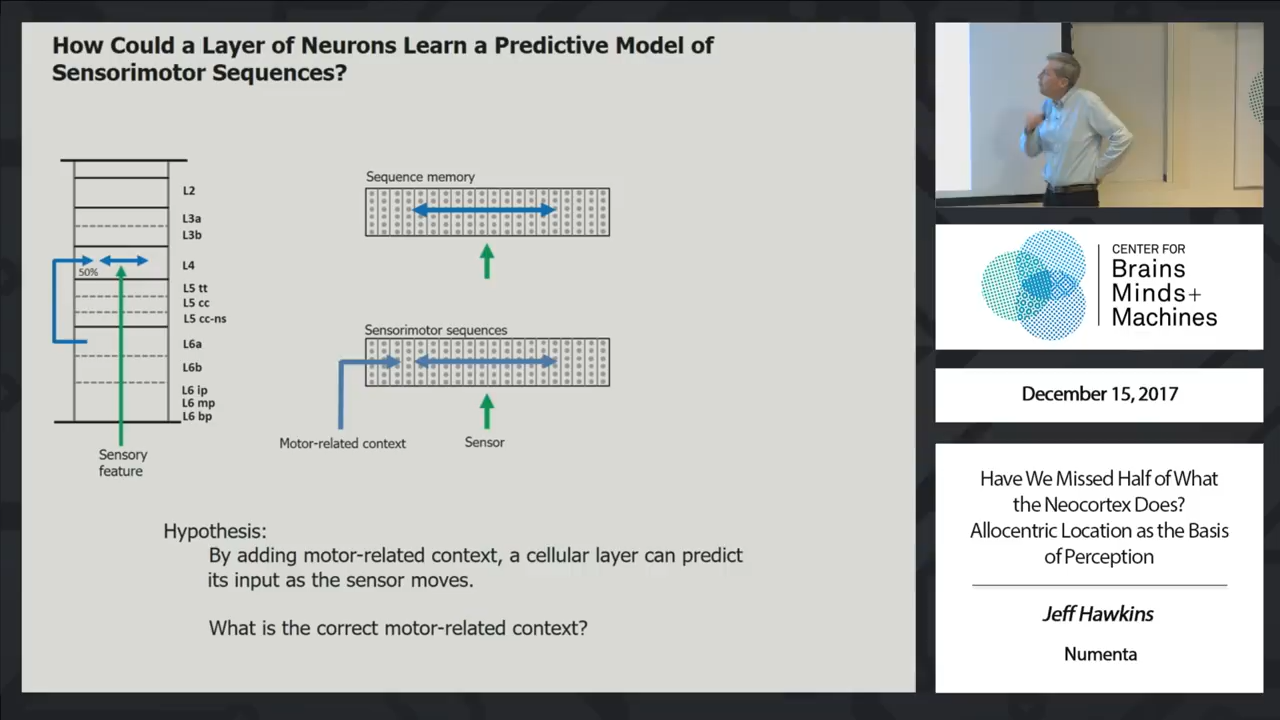 How Could a Layer of Neurons Learn a Predictive Model of
Sensorimotor Sequences?
L2
L3a
L3b
L4
50%
L5 tt
L5 cc
L5 cc-ns
L6a
L6b
L6 ip
L6 mp
L6 bp
Sensory
feature
Sequence memory
Sensorimotor sequences
Motor-related context
Sensor
Hypothesis:
By adding motor-related context, a cellular layer can predict
its input as the sensor moves.
What is the correct motor-related context?
CENTER FOR
Brains
Minds+
Machines
December 15, 2017
Have We Missed Half of What
the Neocortex Does?
Allocentric Location as the Basis
of Perception
Jeff Hawkins
Numenta